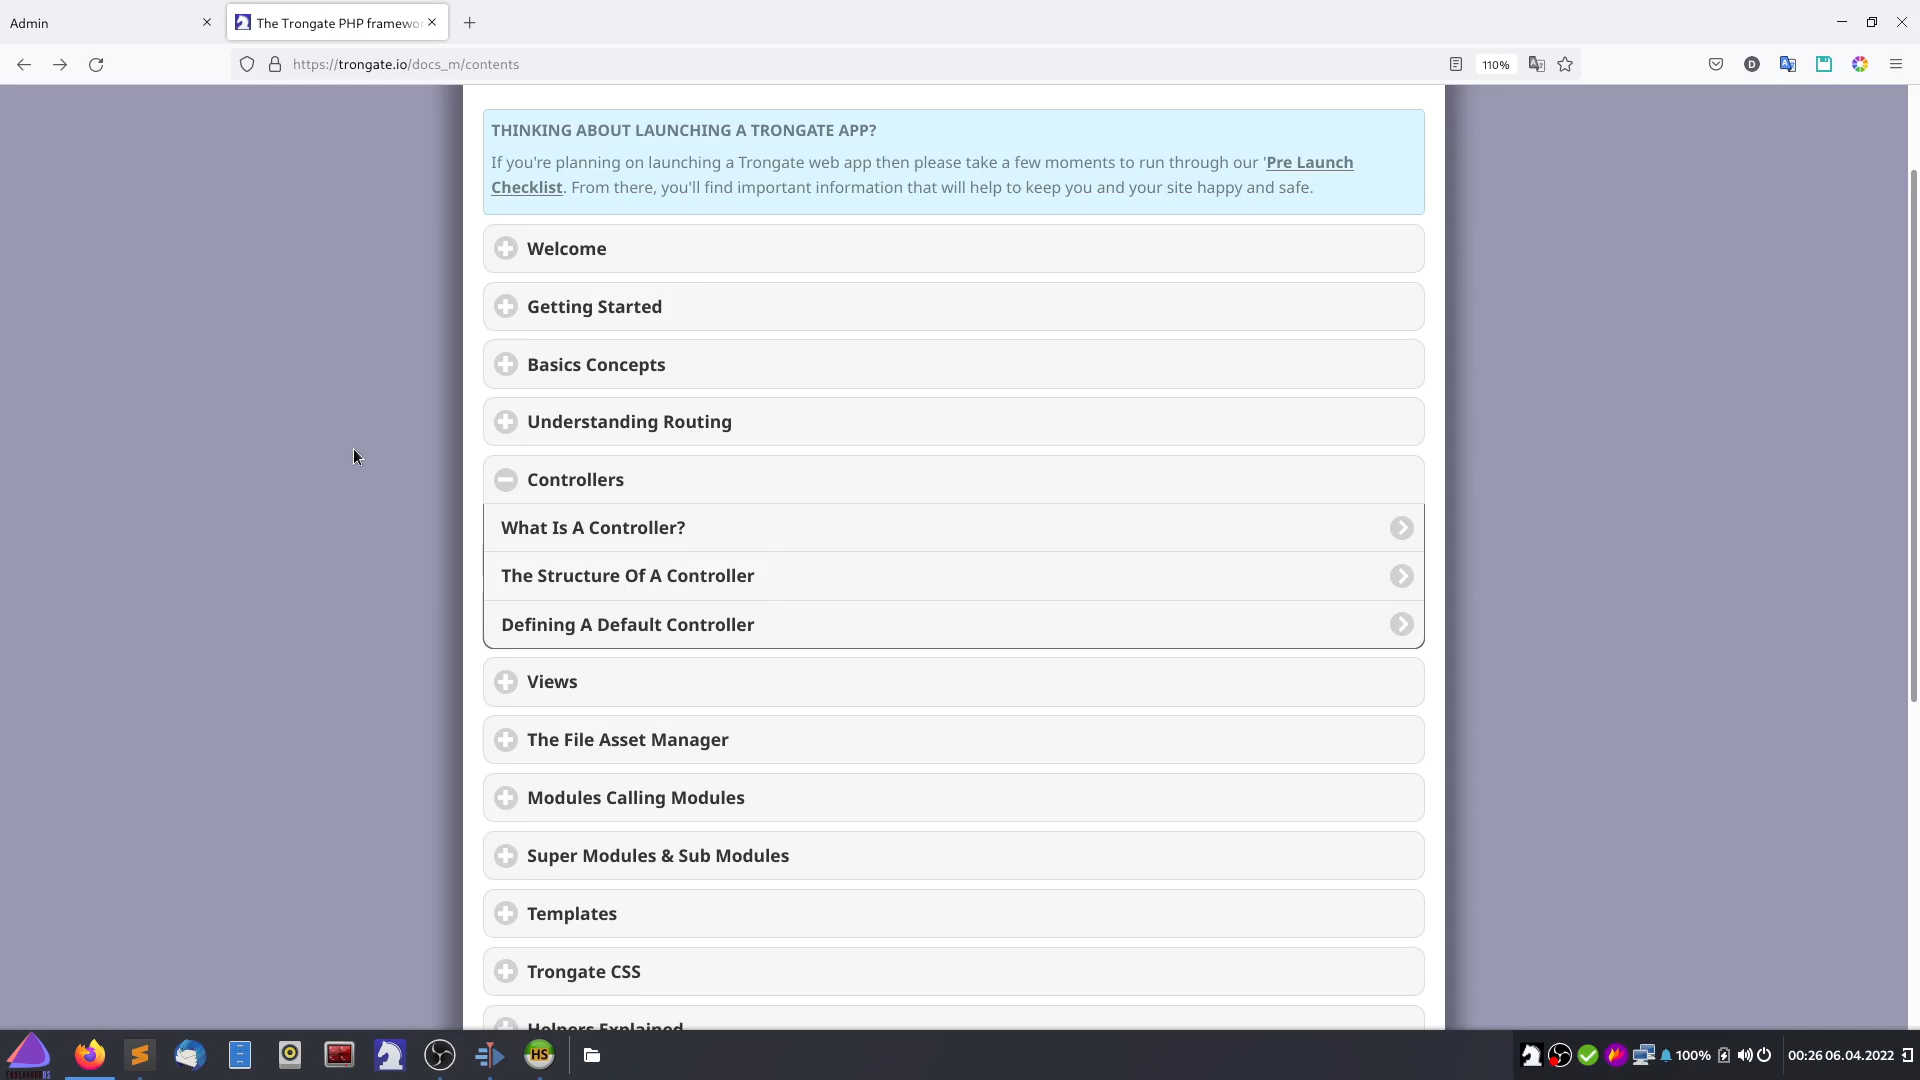 Admin
The Trongate PHP framewo
https://trongate.io/docs_m/contents
110%
THINKING ABOUT LAUNCHING A TRONGATE APP?
If you're planning on launching a Trongate web app then please take a few moments to run through our 'Pre Launch
Checklist. From there, you'll find important information that will help to keep you and your site happy and safe.
Welcome
Getting Started
Basics Concepts
Understanding Routing
Controllers
What Is A Controller?
The Structure Of A Controller
Defining A Default Controller
Views
The File Asset Manager
Modules Calling Modules
Super Modules & Sub Modules
Templates
Trongate CSS
Helpers Explained
ENDEAVOUROS
HS
100%
00:26 06.04.2022